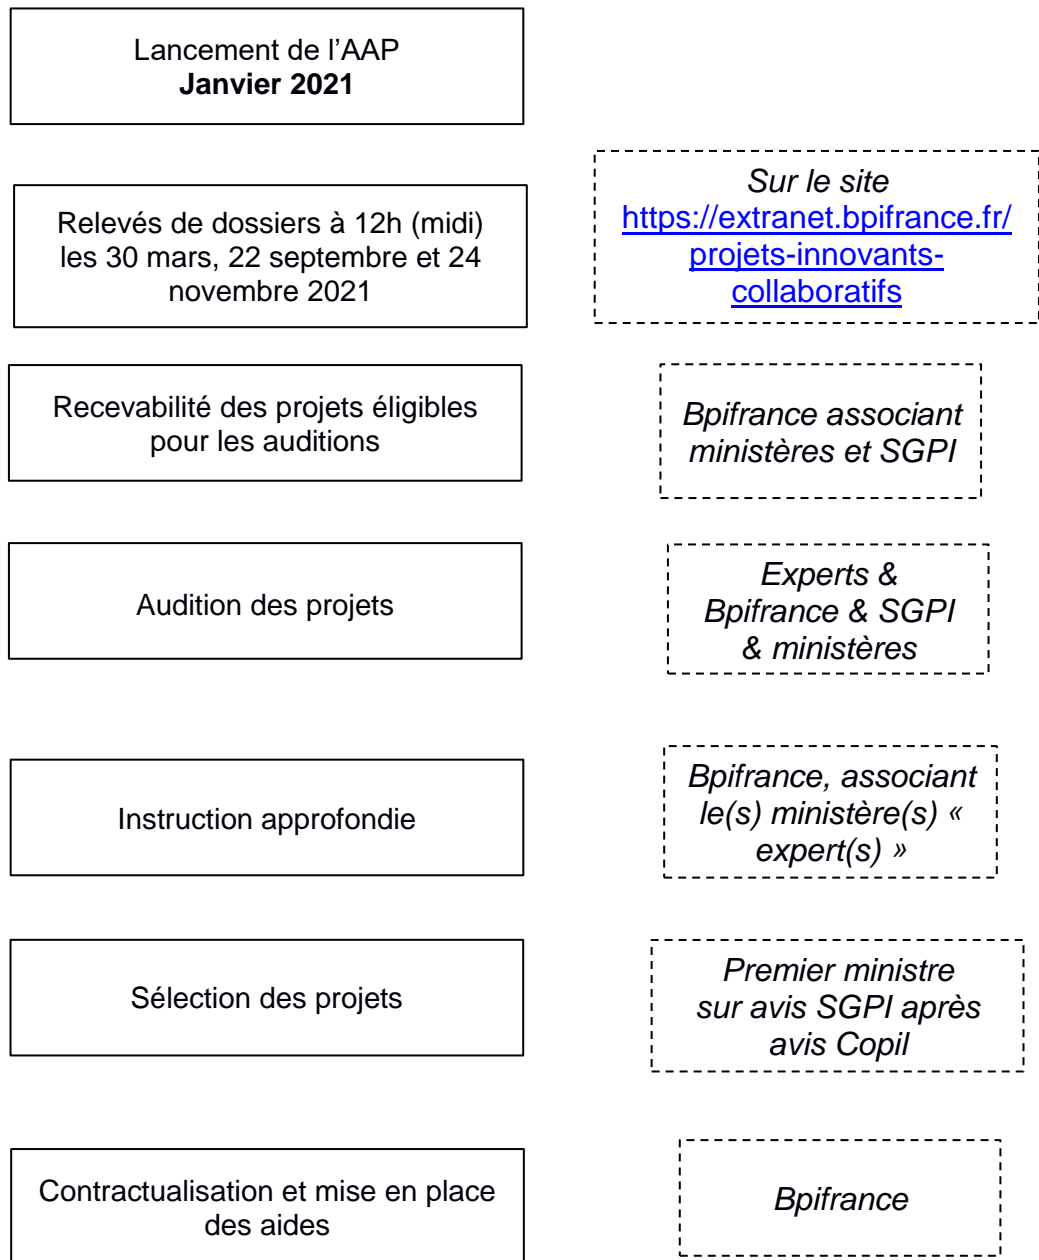 Lancement de l’AAP
Janvier 2021
Relevés de dossiers à 12h (midi)
les 30 mars, 22 septembre et 24
novembre 2021
Sur le site
https://extranet.bpifrance.fr/
projets-innovants-
collaboratifs
Recevabilité des projets éligibles
pour les auditions
Bpifrance associant
ministères et SGPI
Audition des projets
Experts &
Bpifrance & SGPI
& ministères
Instruction approfondie
Bpifrance, associant
le(s) ministère(s) «
expert(s) »
Sélection des projets
Premier ministre
sur avis SGPI après
avis Copil
Contractualisation et mise en place
des aides
Bpifrance